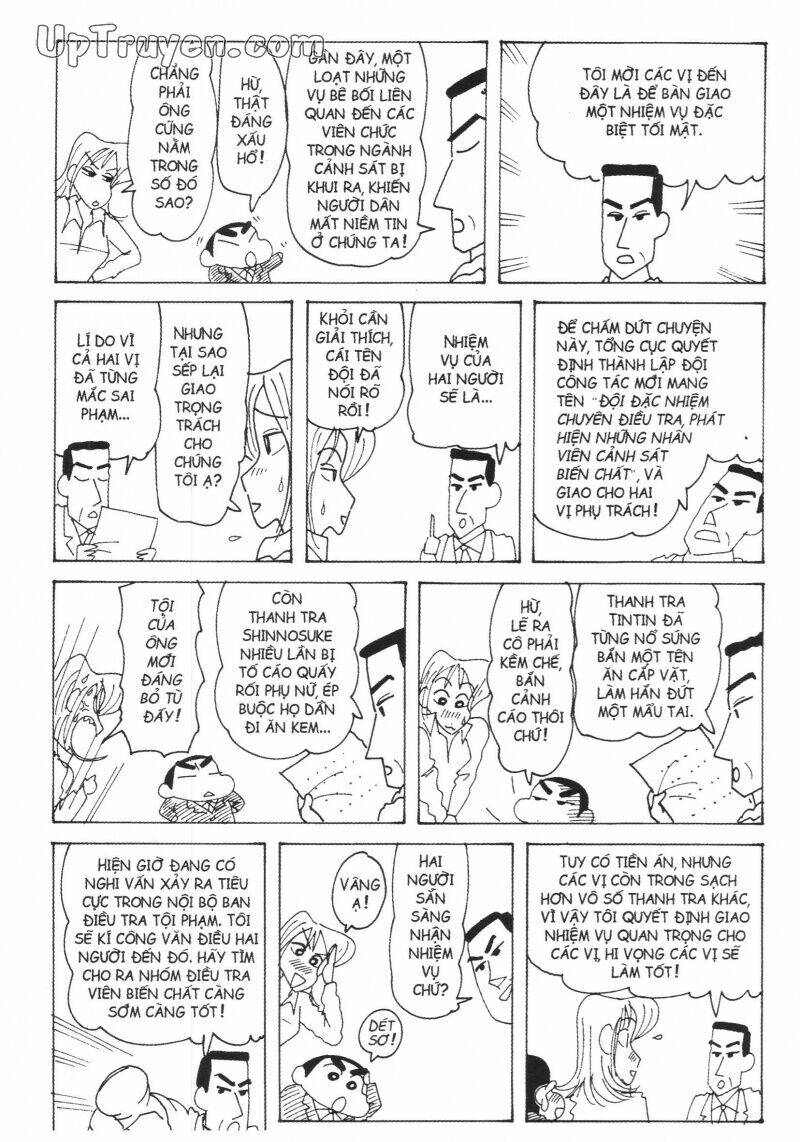 UpTruyen.com
TÔI MỜI CÁC VỊ ĐẾN
ĐÂY LÀ ĐỂ BÀN GIAO
MỘT NHIỆM VỤ ĐẶC
BIỆT TỐI MẬT.
GẦN ĐÂY, MỘT
LOẠT NHỮNG
VỤ BÊ BỐI LIÊN
QUAN ĐẾN CÁC
VIÊN CHỨC
TRONG NGÀNH
CẢNH SÁT BỊ
KHUI RA, KHIẾN
NGƯỜI DÂN
MẤT NIỀM TIN
Ở CHÚNG TA!
HỪ,
THẬT
ĐÁNG
XẤU
HỔ!
CHẲNG
PHẢI
ÔNG
CŨNG
NẰM
TRONG
SỐ ĐÓ
SAO?
ĐỂ CHẤM DỨT CHUYỆN
NÀY, TỔNG CỤC QUYẾT
ĐỊNH THÀNH LẬP ĐỘI
CÔNG TÁC MỚI MANG
TÊN "ĐỘI ĐẶC NHIỆM
CHUYÊN ĐIỀU TRA, PHÁT
HIỆN NHỮNG NHÂN
VIÊN CẢNH SÁT
BIẾN CHẤT", VÀ
GIAO CHO HAI
VỊ PHỤ TRÁCH!
NHIỆM
VỤ CỦA
HAI NGƯỜI
SẼ LÀ...
KHỎI CẦN
GIẢI THÍCH,
CÁI TÊN
ĐỘI ĐÃ
NÓI RÕ
RỒI!
NHƯNG
TẠI SAO
SẾP LẠI
GIAO
TRỌNG
TRÁCH
CHO
CHÚNG
TÔI Ạ?
LÍ DO VÌ
CẢ HAI VỊ
ĐÃ TỪNG
MẮC SAI
PHẠM...
THANH TRA
TINTIN ĐÃ
TỪNG NỔ SÚNG
BẮN MỘT TÊN
ĂN CẮP VẶT,
LÀM HẮN ĐỨT
MỘT MẨU TAI.
HỪ,
LẼ RA
CÔ PHẢI
KỀM CHẾ,
BẮN
CẢNH
CÁO THÔI
CHỨ!
CÒN
THANH TRA
SHINNOSUKE
NHIỀU LẦN BỊ
TỐ CÁO QUẤY
RỐI PHỤ NỮ, ÉP
BUỘC HỌ DẪN
ĐI ĂN KEM...
TỘI
CỦA
ÔNG
MỚI
ĐÁNG
BỎ TÙ
ĐẤY!
TUY CÓ TIỀN ÁN, NHƯNG
CÁC VỊ CÒN TRONG SẠCH
HƠN VÔ SỐ THANH TRA KHÁC,
VÌ VẬY TÔI QUYẾT ĐỊNH GIAO
NHIỆM VỤ QUAN TRỌNG CHO
CÁC VỊ, HI VỌNG CÁC VỊ SẼ
LÀM TỐT!
HAI
NGƯỜI
SẴN
SÀNG
NHẬN
NHIỆM
VỤ
CHỨ?
VÂNG
Ạ!
DÉT
SƠ!
HIỆN GIỜ ĐANG CÓ
NGHI VẤN XẢY RA TIÊU
CỰC TRONG NỘI BỘ BAN
ĐIỀU TRA TỘI PHẠM. TÔI
SẼ KÍ CÔNG VĂN ĐIỀU HAI
NGƯỜI ĐẾN ĐÓ. HÃY TÌM
CHO RA NHÓM ĐIỀU TRA
VIÊN BIẾN CHẤT CÀNG
SỚM CÀNG TỐT!